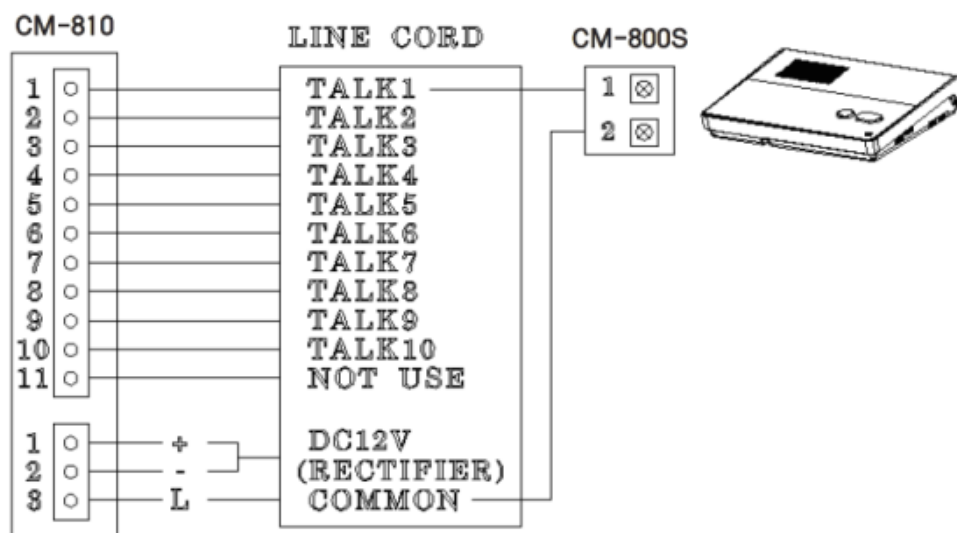 CM-810
LINE CORD
CM-800S
1 TALK1 1
2 TALK2
3 TALK3 2
4 TALK4
5 TALK5
6 TALK6
7 TALK7
8 TALK8
9 TALK9
10 TALK10
11 NOT USE
1 + DC12V
2 - (RECTIFIER)
3 L COMMON